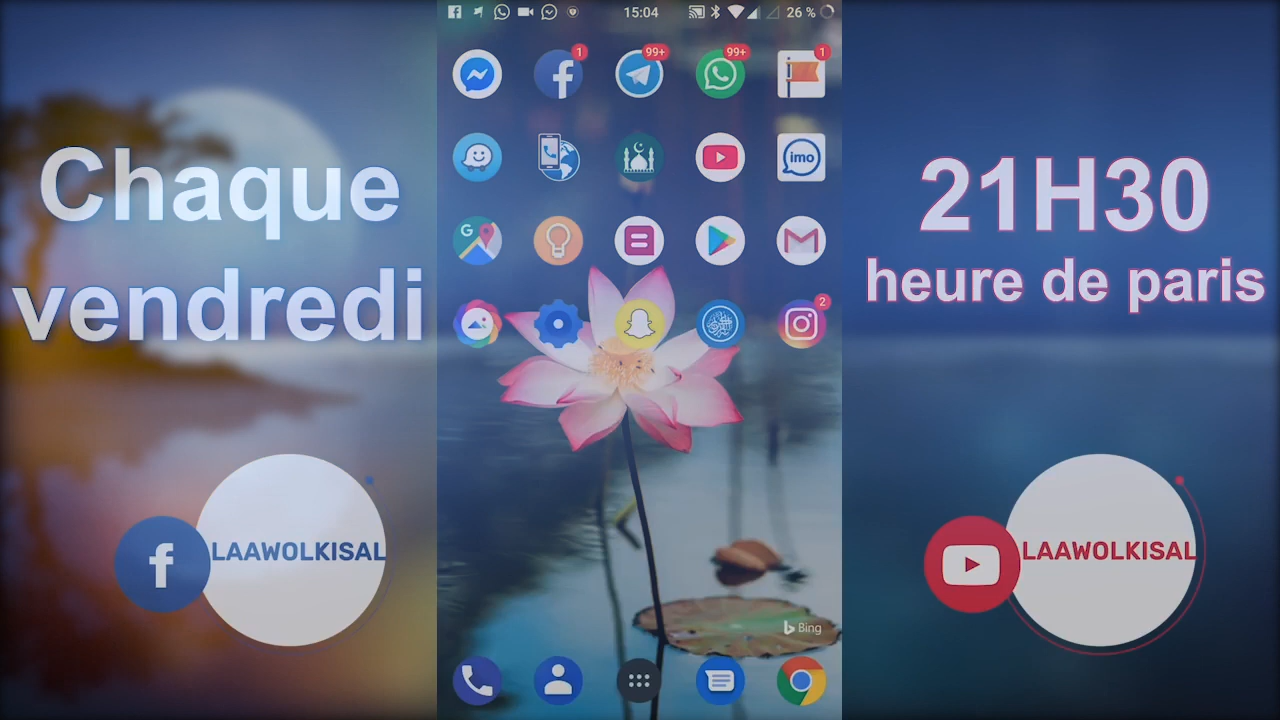 Chaque
vendredi
LAAWOLKISAL
15:04
26 %
1
99+
99+
1
imo
G
2
Bing
21H30
heure de paris
LAAWOLKISAL